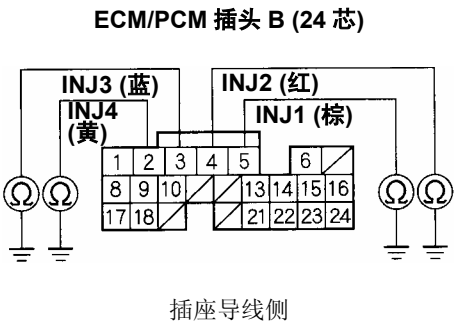 ECM/PCM 插头 B (24 芯)
INJ3 (蓝)
INJ2 (红)
INJ4
(黄)
INJ1 (棕)
1 2 3 4 5 6
8 9 10 13 14 15 16
17 18 21 22 23 24
Ω Ω Ω Ω
插座导线侧